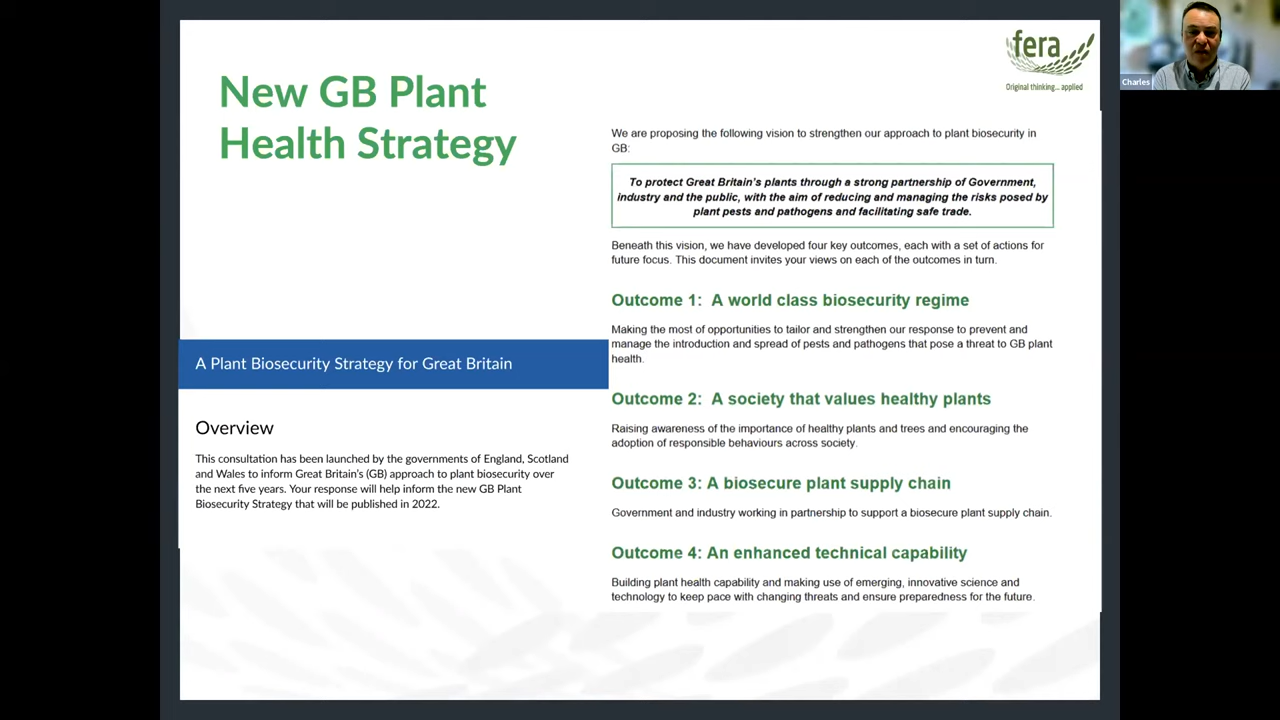 New GB Plant
Health Strategy
A Plant Biosecurity Strategy for Great Britain
Overview
This consultation has been launched by the governments of England, Scotland
and Wales to inform Great Britain's (GB) approach to plant biosecurity over
the next five years. Your response will help inform the new GB Plant
Biosecurity Strategy that will be published in 2022.
fera
Original thinking... applied
We are proposing the following vision to strengthen our approach to plant biosecurity in
GB:
To protect Great Britain's plants through a strong partnership of Government,
industry and the public, with the aim of reducing and managing the risks posed by
plant pests and pathogens and facilitating safe trade.
Beneath this vision, we have developed four key outcomes, each with a set of actions for
future focus. This document invites your views on each of the outcomes in turn.
Outcome 1: A world class biosecurity regime
Making the most of opportunities to tailor and strengthen our response to prevent and
manage the introduction and spread of pests and pathogens that pose a threat to GB plant
health.
Outcome 2: A society that values healthy plants
Raising awareness of the importance of healthy plants and trees and encouraging the
adoption of responsible behaviours across society.
Outcome 3: A biosecure plant supply chain
Government and industry working in partnership to support a biosecure plant supply chain.
Outcome 4: An enhanced technical capability
Building plant health capability and making use of emerging, innovative science and
technology to keep pace with changing threats and ensure preparedness for the future.
Charles